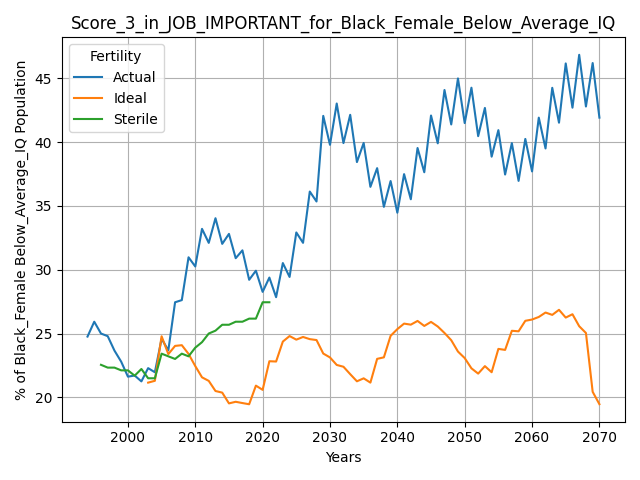 Score_3_in_JOB_IMPORTANT_for_Black_Female_Below_Average_IQ
Fertility
Actual
Ideal
Sterile
% of Black_Female Below_Average_IQ Population
45
40
35
30
25
20
2000
2010
2020
2030
2040
2050
2060
2070
Years